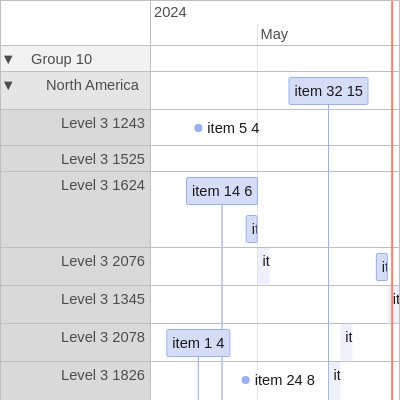 2024
May
▼ Group 10
▼ North America
item 32 15
Level 3 1243
item 5 4
Level 3 1525
Level 3 1624
item 14 6
it
Level 3 2076
it
it
Level 3 1345
it
Level 3 2078
item 1 4
it
Level 3 1826
item 24 8
it